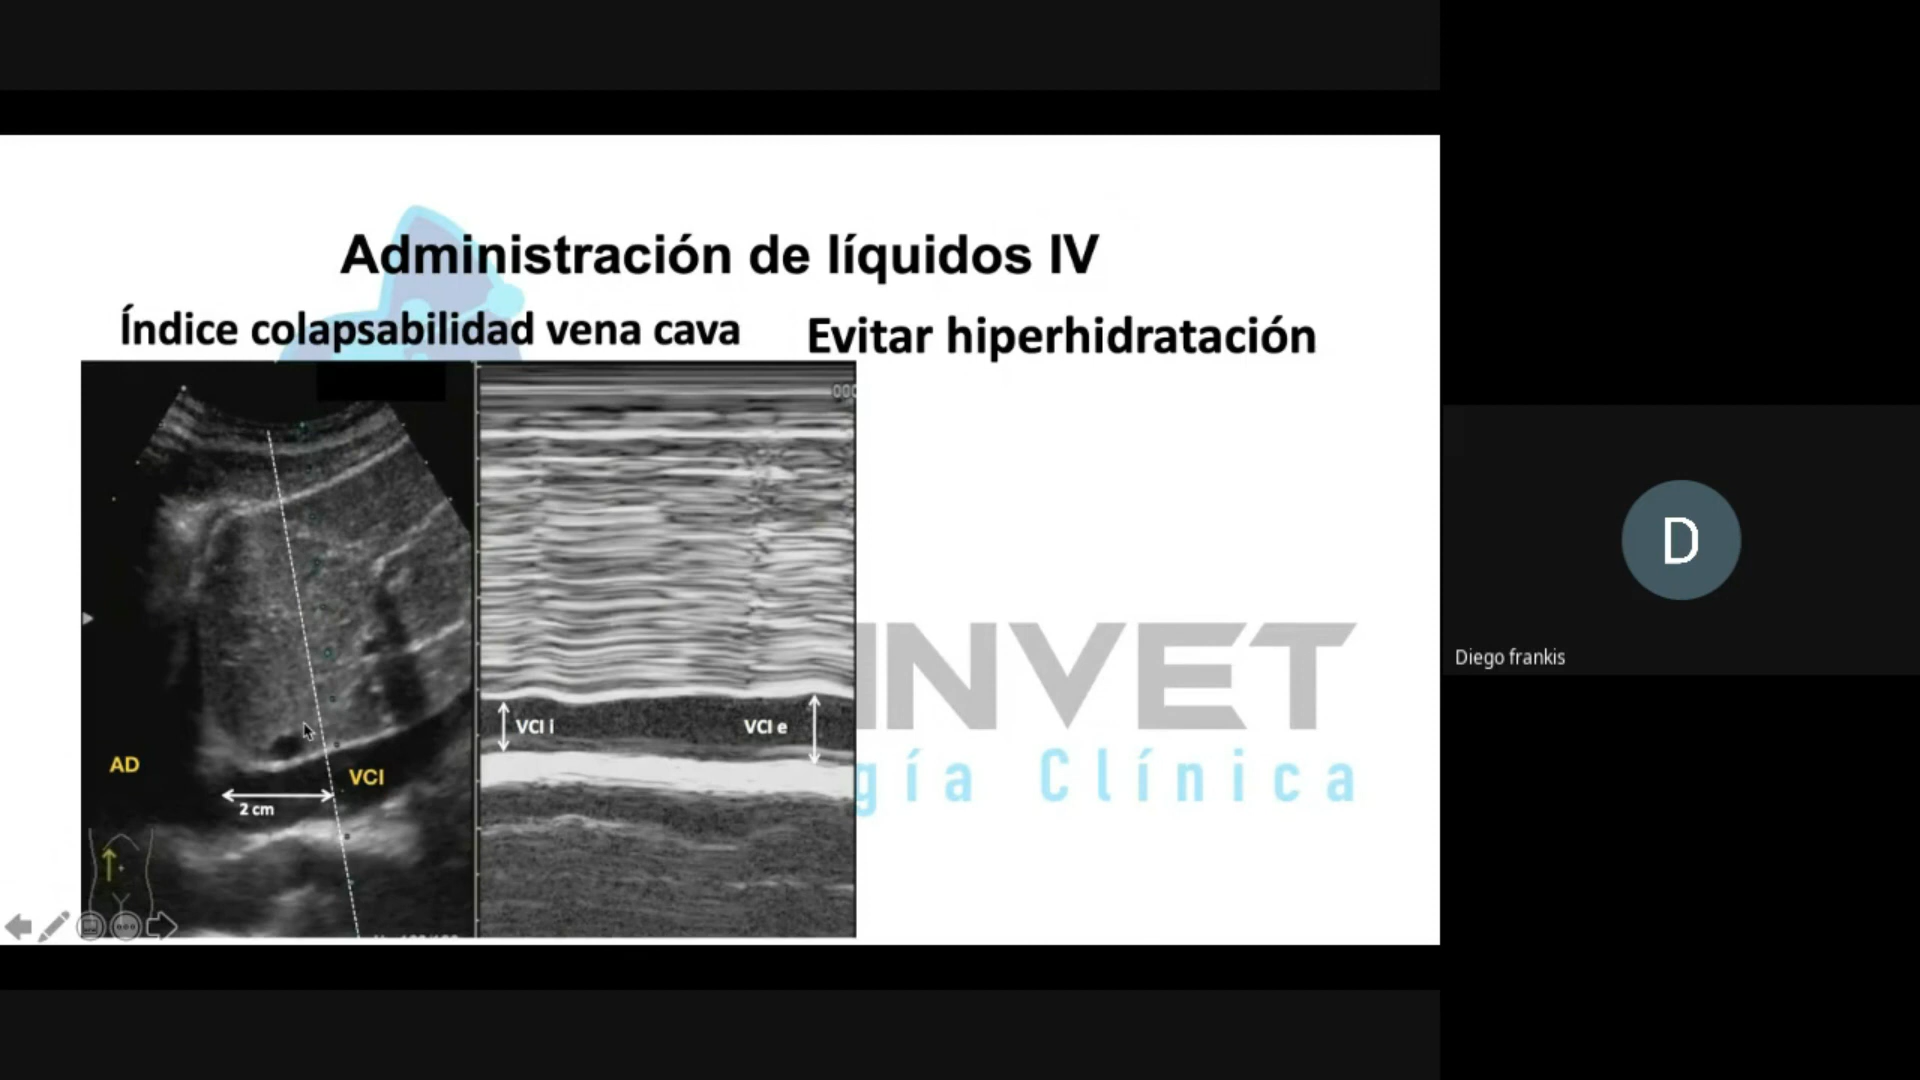 Administración de líquidos IV
Índice colapsabilidad vena cava
Evitar hiperhidratación
000
VCI i
VCI e
AD
VCI
2 cm
INVET
gía Clínica
D
Diego frankis